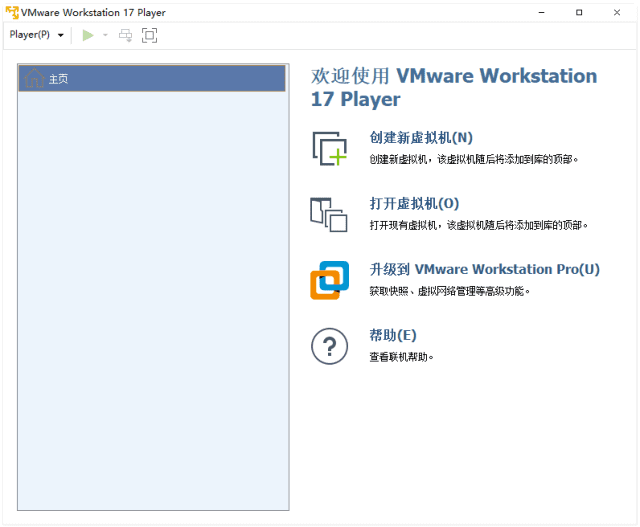 VMware Workstation 17 Player
Player(P)
主页
欢迎使用 VMware Workstation
17 Player
创建新虚拟机(N)
创建新虚拟机，该虚拟机随后将添加到库的顶部。
打开虚拟机(O)
打开现有虚拟机，该虚拟机随后将添加到库的顶部。
升级到 VMware Workstation Pro(U)
获取快照、虚拟网络管理等高级功能。
帮助(E)
查看联机帮助。